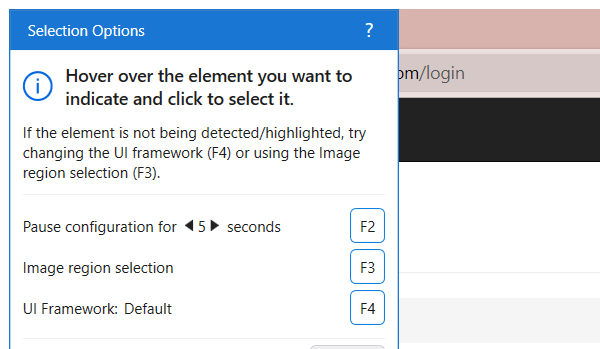 Selection Options ?
Hover over the element you want to
indicate and click to select it.
om/login
If the element is not being detected/highlighted, try
changing the UI framework (F4) or using the Image
region selection (F3).
Pause configuration for 5 seconds F2
Image region selection F3
UI Framework: Default F4